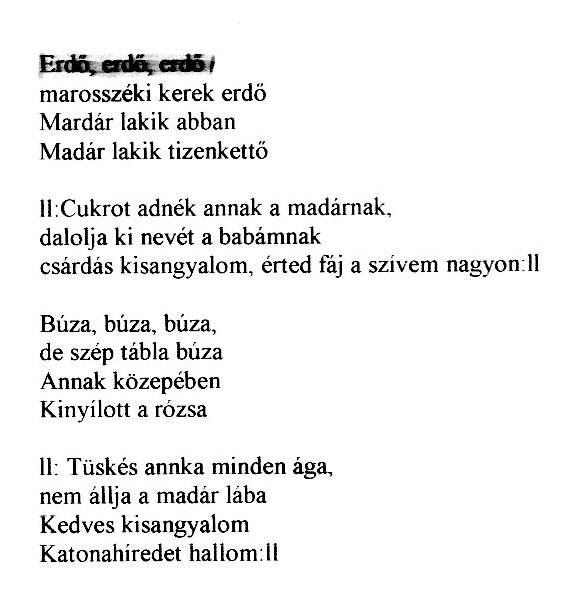 Erdő, erdő, erdő
marosszéki kerek erdő
Mardár lakik abban
Madár lakik tizenkettő
ll:Cukrot adnék annak a madárnak,
dalolja ki nevét a babámnak
csárdás kisangyalom, érted fáj a szívem nagyon:ll
Búza, búza, búza,
de szép tábla búza
Annak közepében
Kinyílott a rózsa
ll: Tüskés annka minden ága,
nem állja a madár lába
Kedves kisangyalom
Katonahíredet hallom:ll